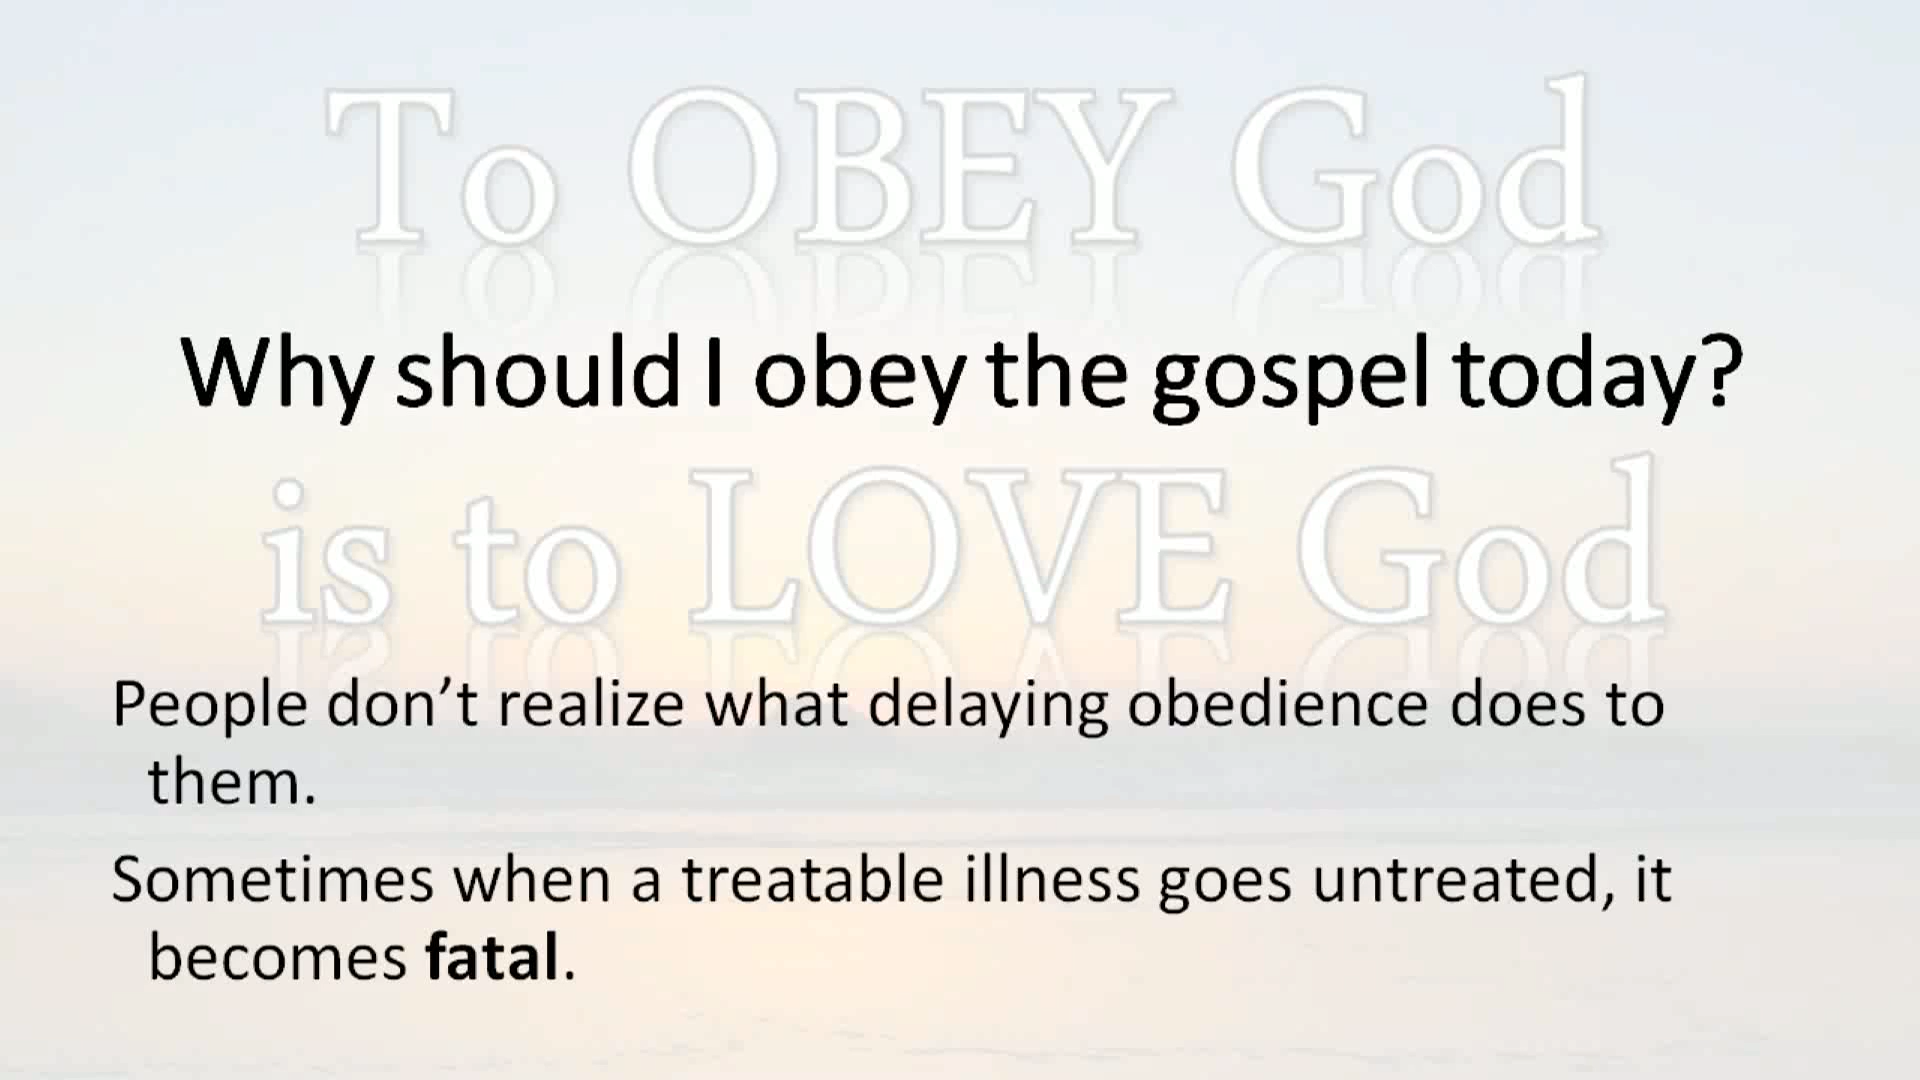 To OBEY God
Why should I obey the gospel today?
is to LOVE God
People don’t realize what delaying obedience does to
them.
Sometimes when a treatable illness goes untreated, it
becomes fatal.